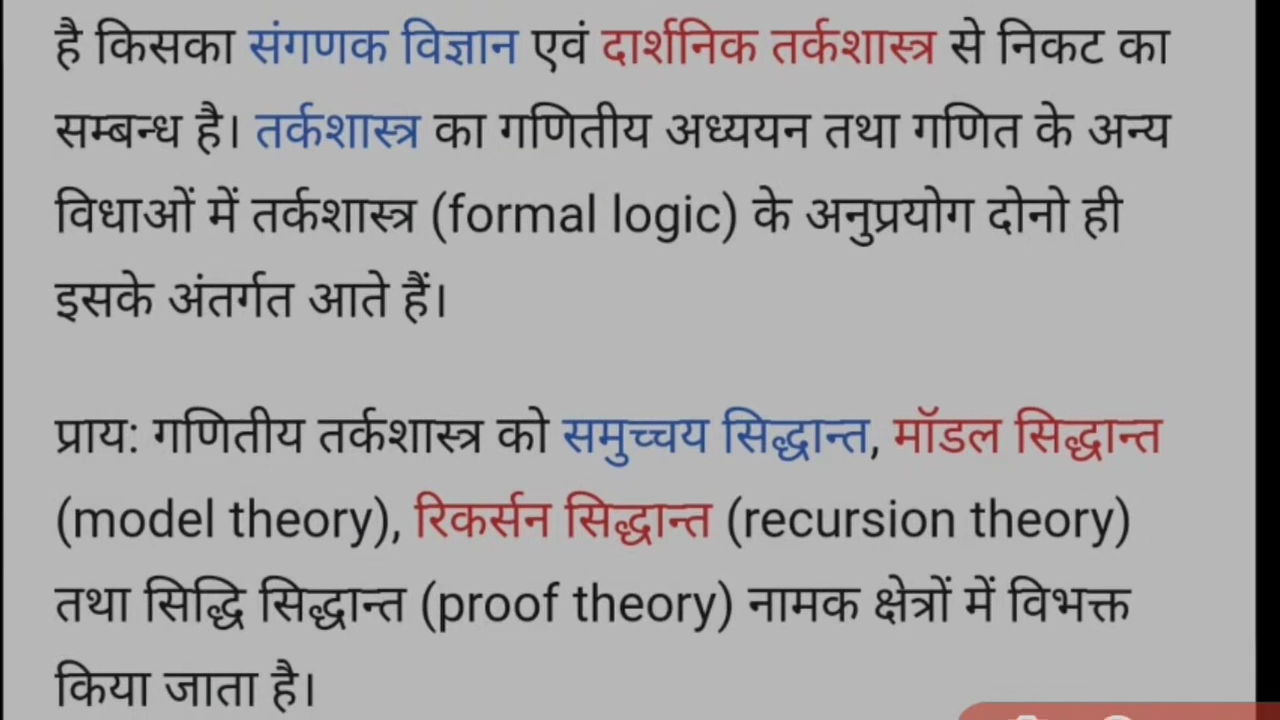 है किसका संगणक विज्ञान एवं दार्शनिक तर्कशास्त्र से निकट का
सम्बन्ध है। तर्कशास्त्र का गणितीय अध्ययन तथा गणित के अन्य
विधाओं में तर्कशास्त्र (formal logic) के अनुप्रयोग दोनो ही
इसके अंतर्गत आते हैं।
प्राय: गणितीय तर्कशास्त्र को समुच्चय सिद्धान्त, मॉडल सिद्धान्त
(model theory), रिकर्सन सिद्धान्त (recursion theory)
तथा सिद्धि सिद्धान्त (proof theory) नामक क्षेत्रों में विभक्त
किया जाता है।